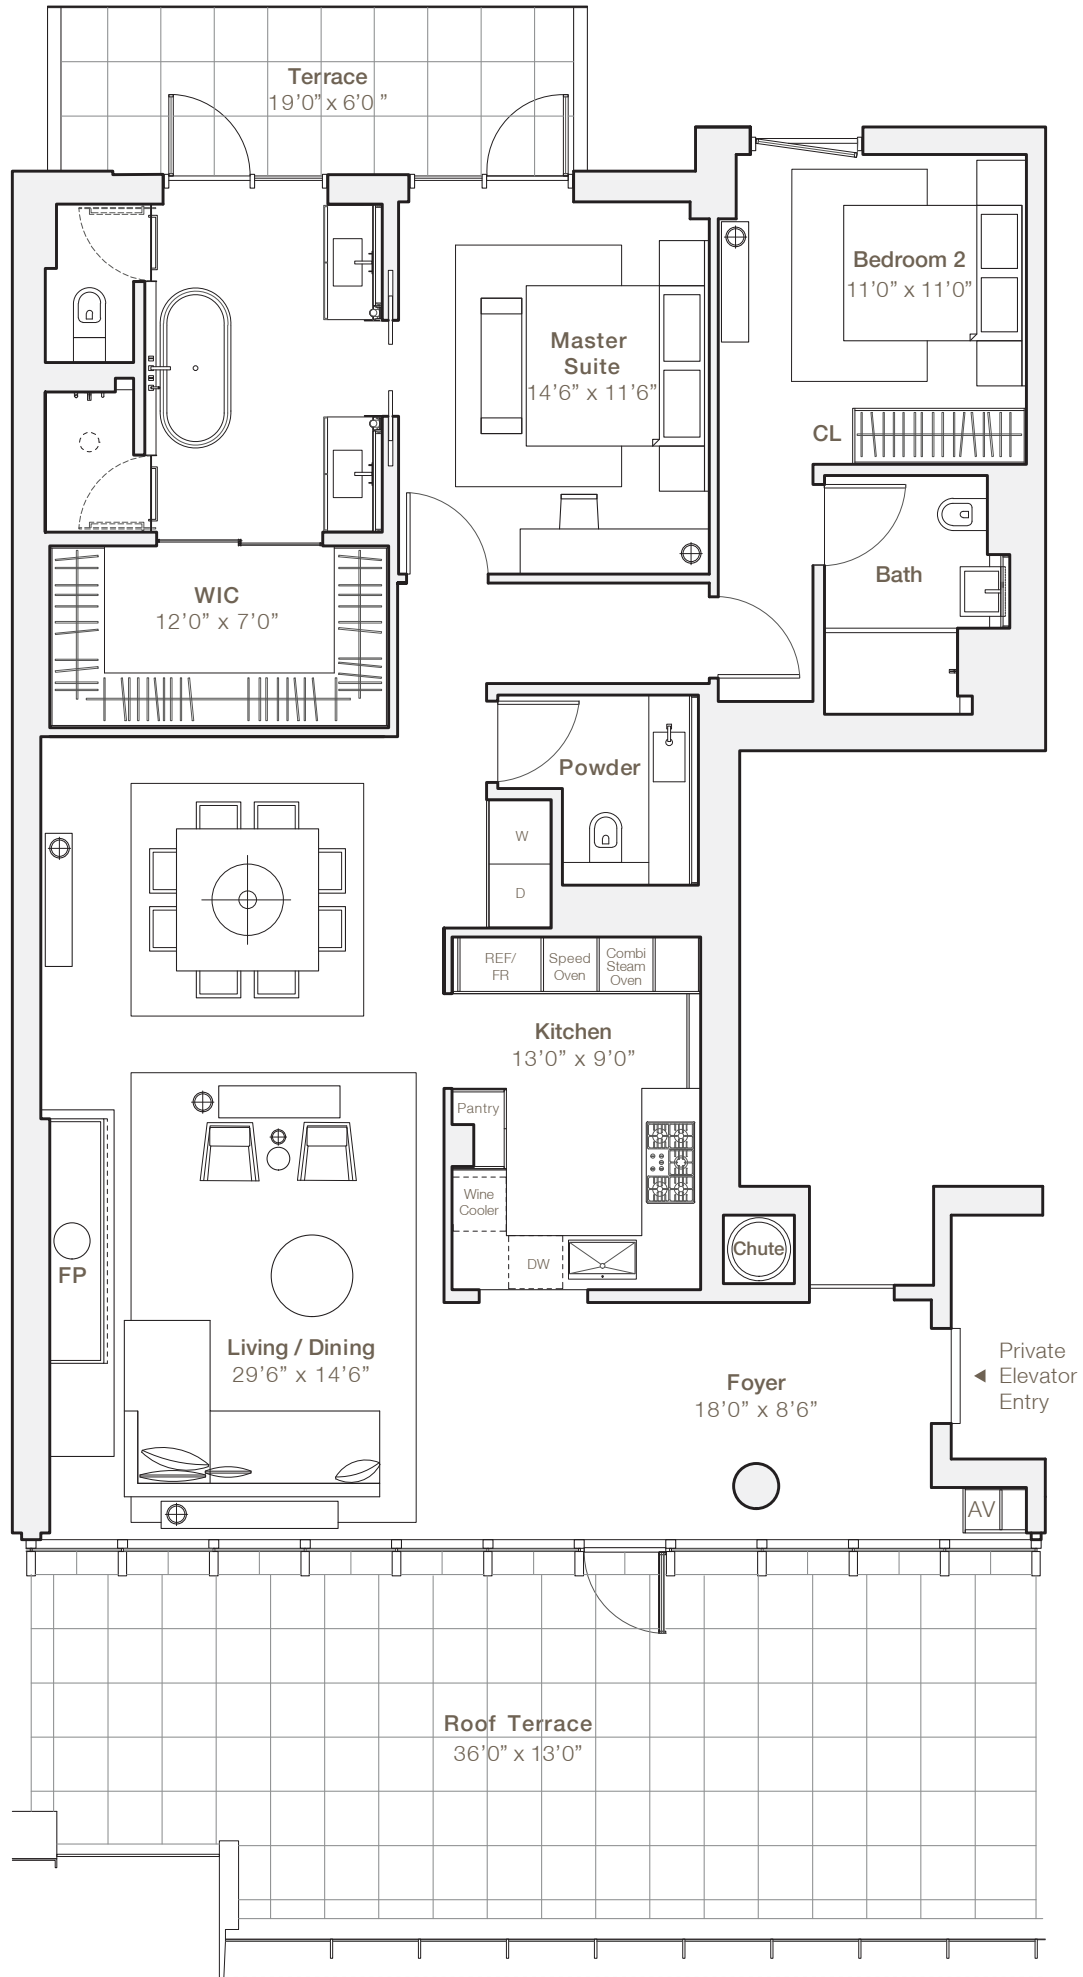 Terrace
19’0” x 6’0 ”
Bedroom 2
11’0” x 11’0”
Master
Suite
14’6” x 11’6”
CL
WIC
12’0” x 7’0”
Bath
Powder
W
D
REF/
FR
Speed
Oven
Combi
Steam
Oven
Kitchen
13’0” x 9’0”
Pantry
Wine
Cooler
DW
Chute
FP
Living / Dining
29’6” x 14’6”
Foyer
18’0” x 8’6”
Private
Elevator
Entry
AV
Roof Terrace
36’0” x 13’0”